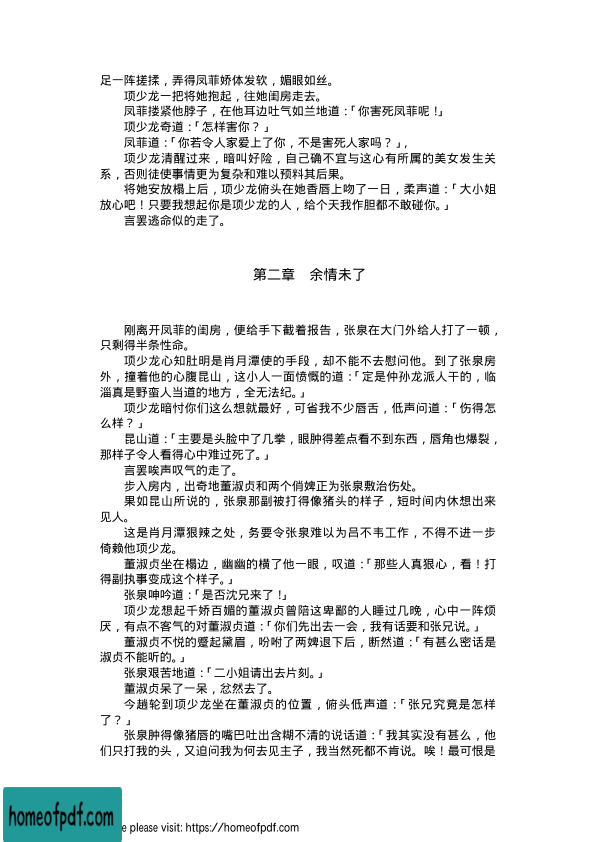 足一阵搓揉，弄得凤菲娇体发软，媚眼如丝。
项少龙一把将她抱起，往她闺房走去。
凤菲搂紧他脖子，在他耳边吐气如兰地道：「你害死凤菲呢！」
项少龙奇道：「怎样害你？」
凤菲道：「你若令人家爱上了你，不是害死人家吗？」，
项少龙清醒过来，暗叫好险，自己确不宜与这心有所属的美女发生关
系，否则徒使事情更为复杂和难以预料其后果。
将她安放榻上后，项少龙俯头在她香唇上吻了一日，柔声道：「大小姐
放心吧！只要我想起你是项少龙的人，给个天我作胆都不敢碰你。」
言罢逃命似的走了。
第二章　余情未了
刚离开凤菲的闺房，便给手下截着报告，张泉在大门外给人打了一顿，
只剩得半条性命。
项少龙心知肚明是肖月潭使的手段，却不能不去慰问他。到了张泉房
外，撞着他的心腹昆山，这小人一面愤慨的道：「定是仲孙龙派人干的，临
淄真是野蛮人当道的地方，全无法纪。」
项少龙暗忖你们这么想就最好，可省我不少唇舌，低声问道：「伤得怎
么样？」
昆山道：「主要是头脸中了几拳，眼肿得差点看不到东西，唇角也爆裂，
那样子令人看得心中难过死了。」
言罢唉声叹气的走了。
步入房内，出奇地董淑贞和两个俏婢正为张泉敷治伤处。
果如昆山所说的，张泉那副被打得像猪头的样子，短时间内休想出来
见人。
这是肖月潭狠辣之处，务要令张泉难以为吕不韦工作，不得不进一步
倚赖他项少龙。
董淑贞坐在榻边，幽幽的横了他一眼，叹道：「那些人真狠心，看！打
得副执事变成这个样子。」
张泉呻吟道：「是否沈兄来了！」
项少龙想起千娇百媚的董淑贞曾陪这卑鄙的人睡过几晚，心中一阵烦
厌，有点不客气的对董淑贞道：「你们先出去一会，我有话要和张兄说。」
董淑贞不悦的蹙起黛眉，吩咐了两婢退下后，断然道：「有甚么密话是
淑贞不能听的。」
张泉艰苦地道：「二小姐请出去片刻。」
董淑贞呆了一呆，忿然去了。
今趟轮到项少龙坐在董淑贞的位置，俯头低声道：「张兄究竟是怎样
了？」
张泉肿得像猪唇的嘴巴吐出含糊不清的说话道：「我其实没有甚么，他
们只打我的头，又迫问我为何去见主子，我当然死都不肯说。唉！最可恨是
homeofpdf.com
e please visit: https://homeofpdf.com